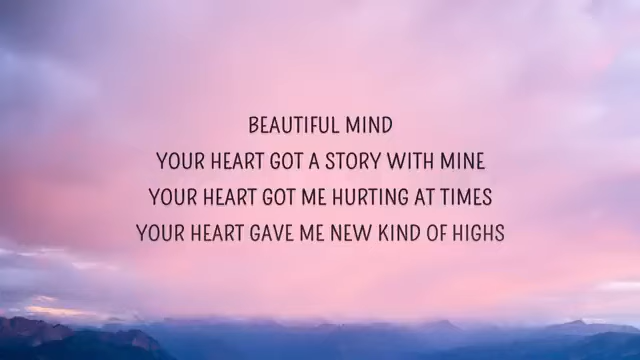 BEAUTIFUL MIND
YOUR HEART GOT A STORY WITH MINE
YOUR HEART GOT ME HURTING AT TIMES
YOUR HEART GAVE ME NEW KIND OF HIGHS